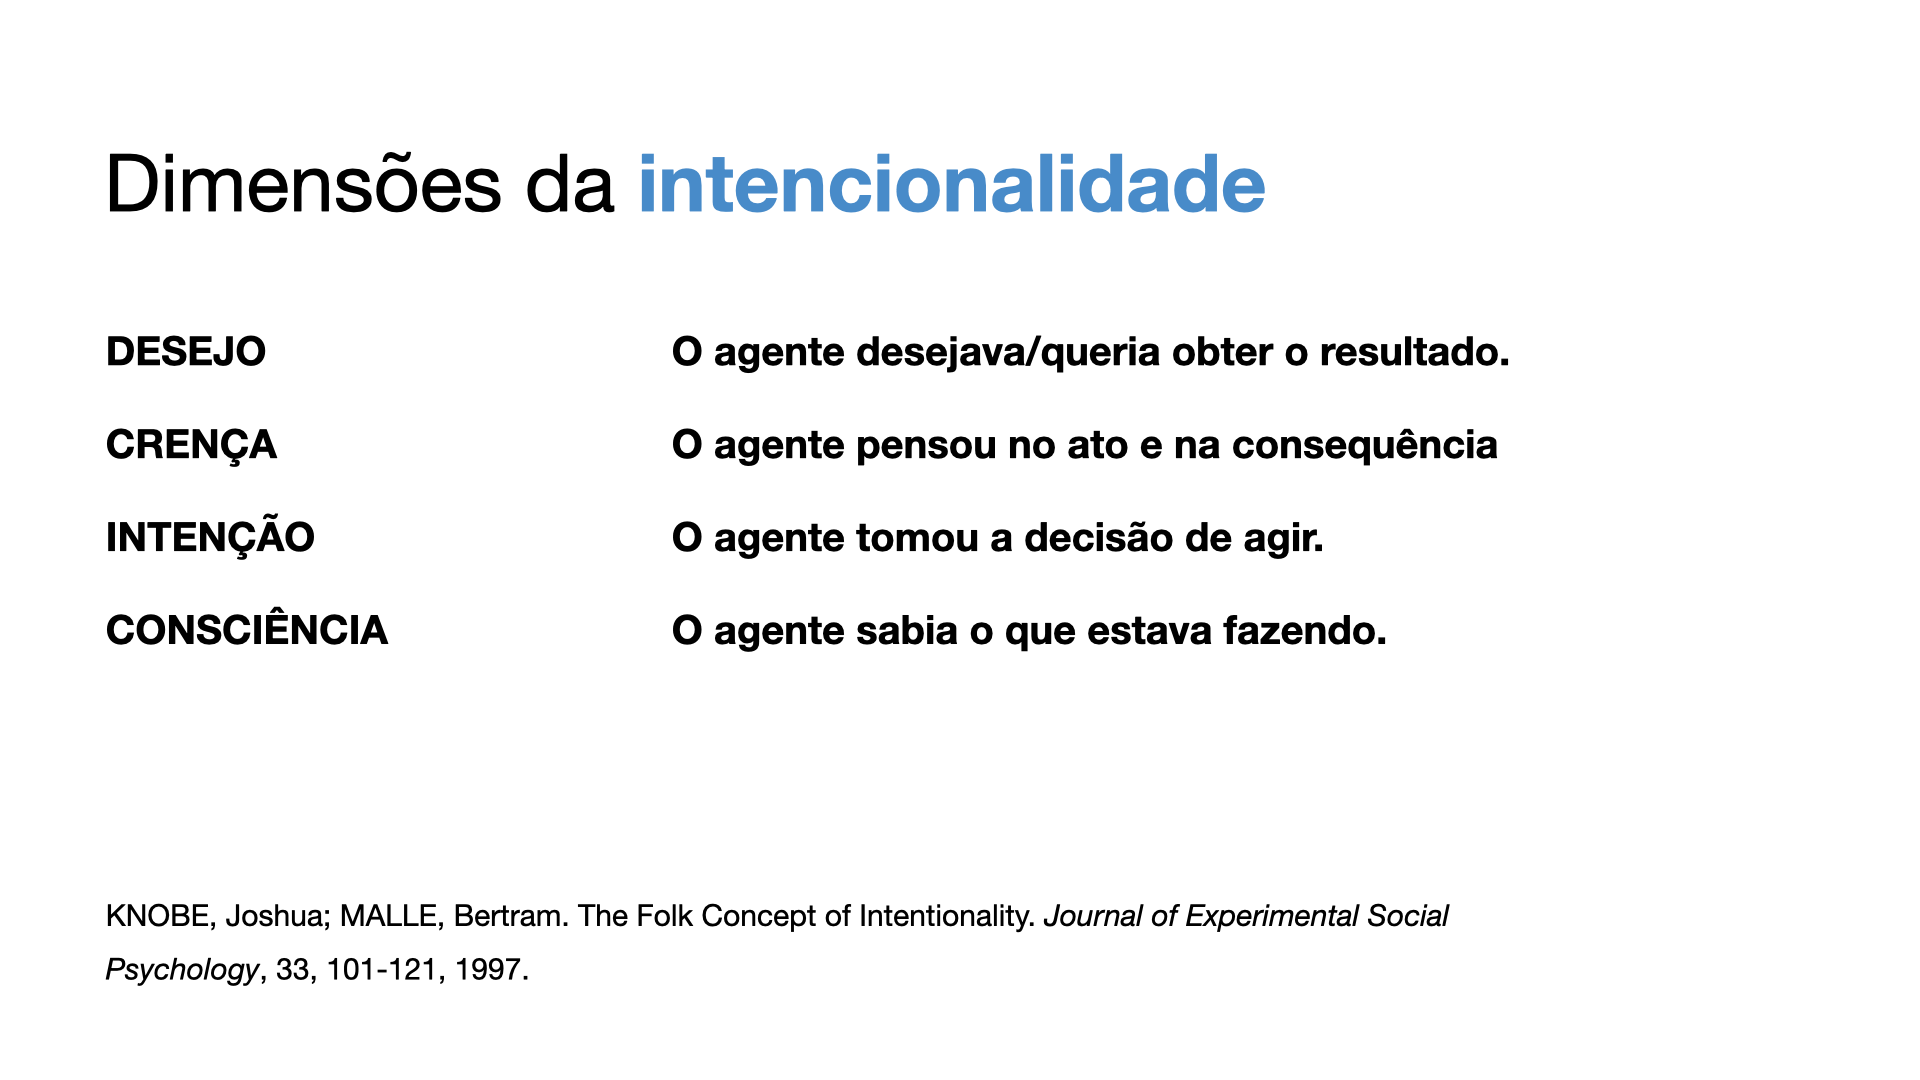 Dimensões da intencionalidade
DESEJO O agente desejava/queria obter o resultado.
CRENÇA O agente pensou no ato e na consequência
INTENÇÃO O agente tomou a decisão de agir.
CONSCIÊNCIA O agente sabia o que estava fazendo.
KNOBE, Joshua; MALLE, Bertram. The Folk Concept of Intentionality. Journal of Experimental Social
Psychology, 33, 101-121, 1997.